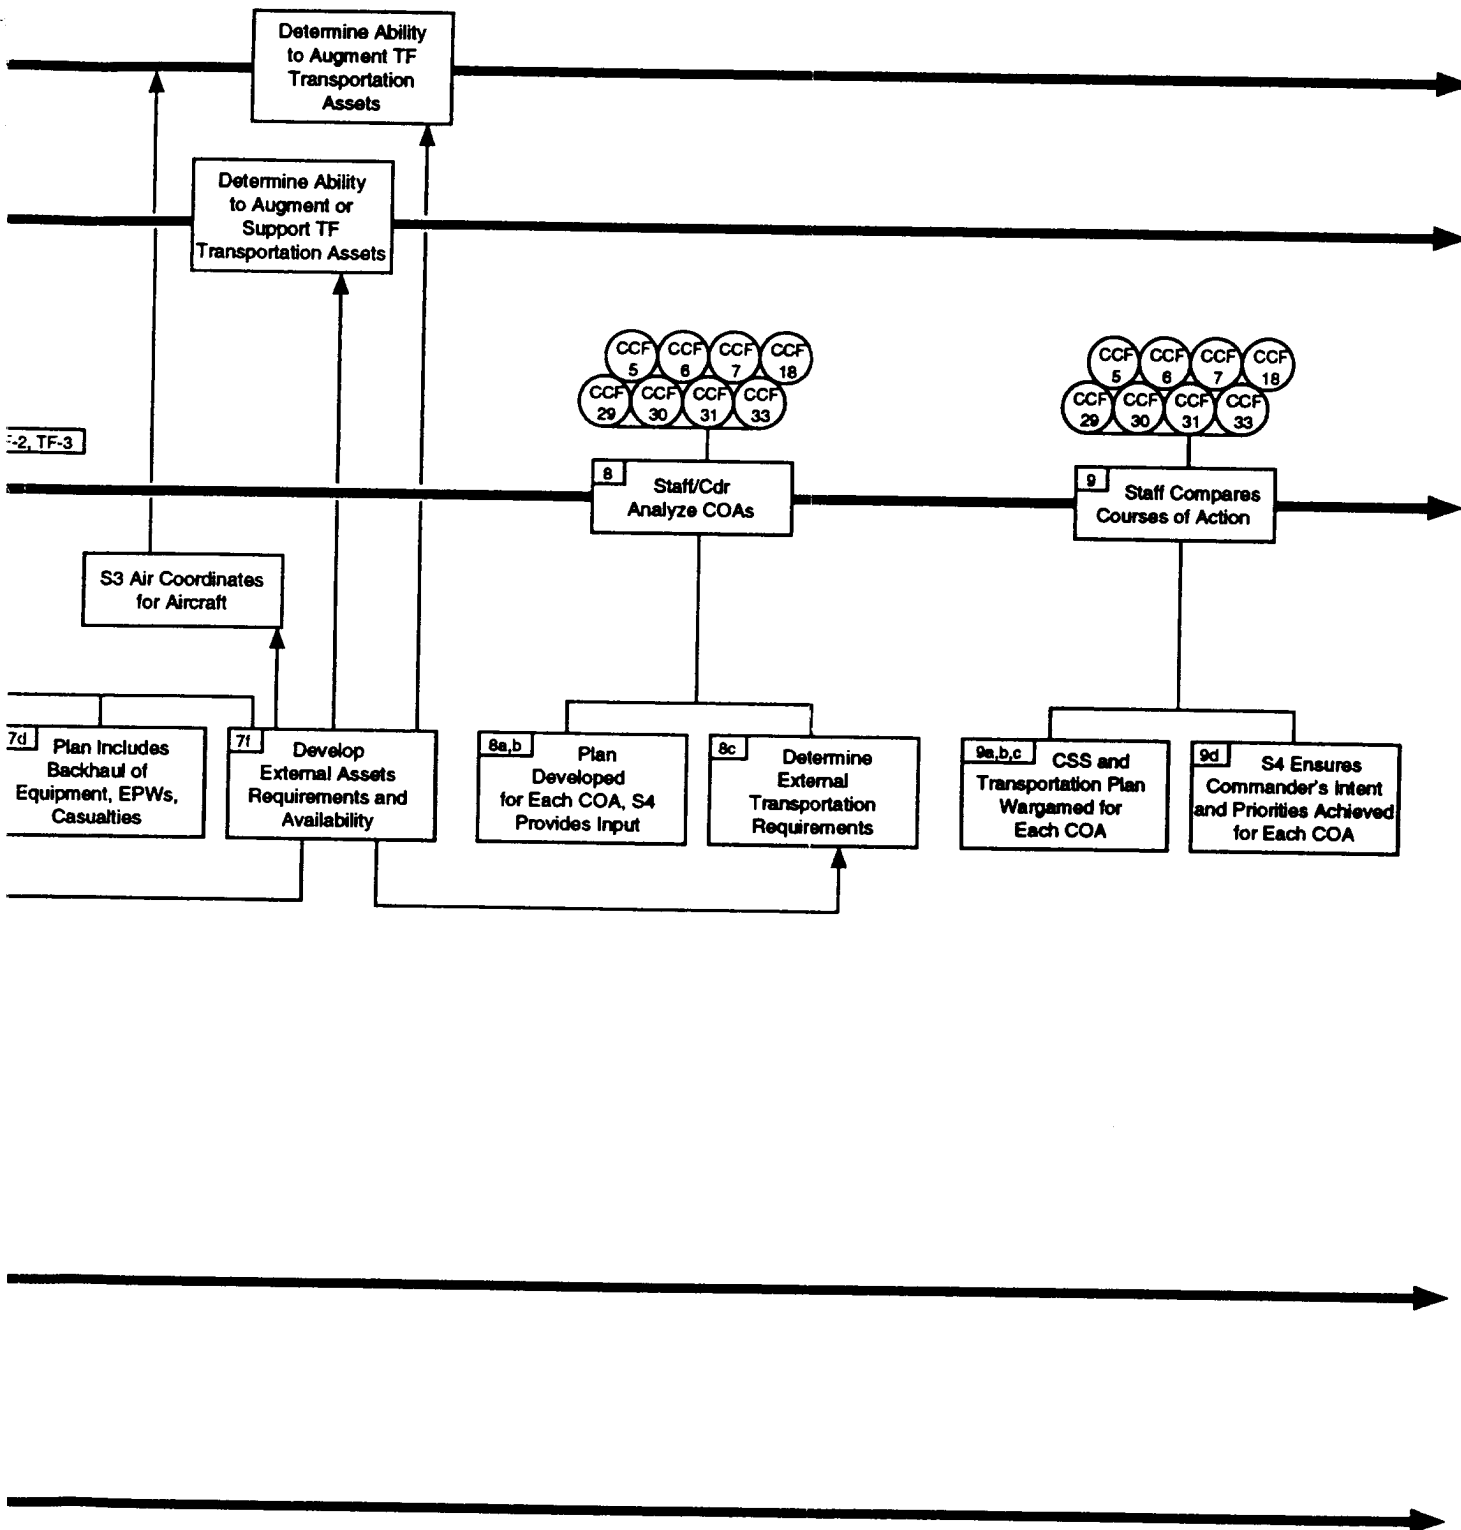 Determine Ability
to Augment TF
Transportation
Assets
Determine Ability
to Augment or
Support TF
Transportation Assets
CCF
5
CCF
6
CCF
7
CCF
18
CCF
29
CCF
30
CCF
31
CCF
33
CCF
5
CCF
6
CCF
7
CCF
18
CCF
29
CCF
30
CCF
31
CCF
33
-2, TF-3
8
Staff/Cdr
Analyze COAs
9
Staff Compares
Courses of Action
S3 Air Coordinates
for Aircraft
7d
Plan Includes
Backhaul of
Equipment, EPWs,
Casualties
7f
Develop
External Assets
Requirements and
Availability
8a,b
Plan
Developed
for Each COA, S4
Provides Input
8c
Determine
External
Transportation
Requirements
9a,b,c
CSS and
Transportation Plan
Wargamed for
Each COA
9d
S4 Ensures
Commander's Intent
and Priorities Achieved
for Each COA